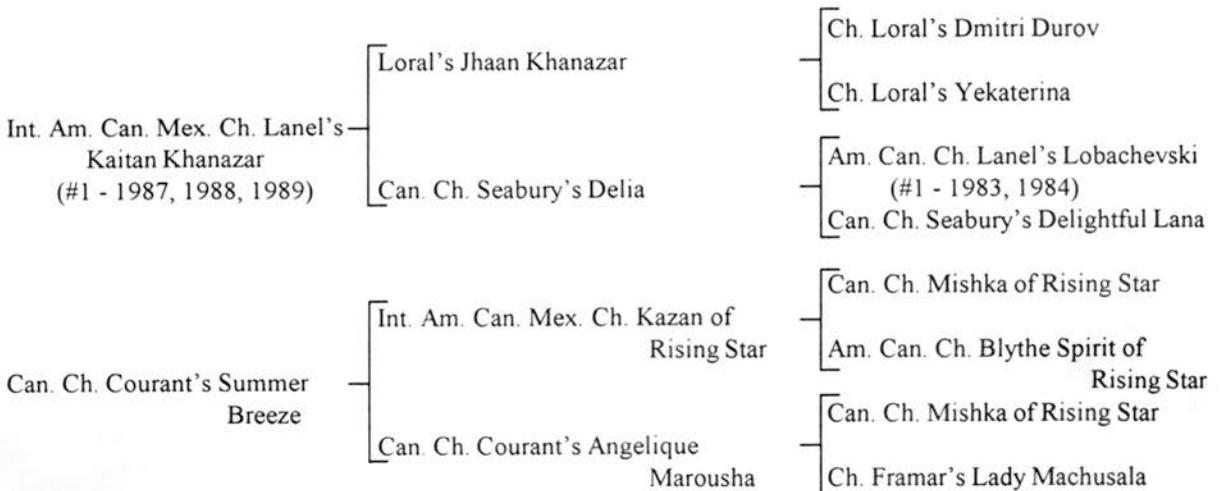 Int. Am. Can. Mex. Ch. Lanel's
Kaitan Khanazar
(#1 - 1987, 1988, 1989)
Loral's Jhaan Khanazar
Ch. Loral's Dmitri Durov
Ch. Loral's Yekaterina
Can. Ch. Seabury's Delia
Am. Can. Ch. Lanel's Lobachevski
(#1 - 1983, 1984)
Can. Ch. Seabury's Delightful Lana
Can. Ch. Courant's Summer
Breeze
Int. Am. Can. Mex. Ch. Kazan of
Rising Star
Can. Ch. Mishka of Rising Star
Am. Can. Ch. Blythe Spirit of
Rising Star
Can. Ch. Courant's Angelique
Marousha
Can. Ch. Mishka of Rising Star
Ch. Framar's Lady Machusala